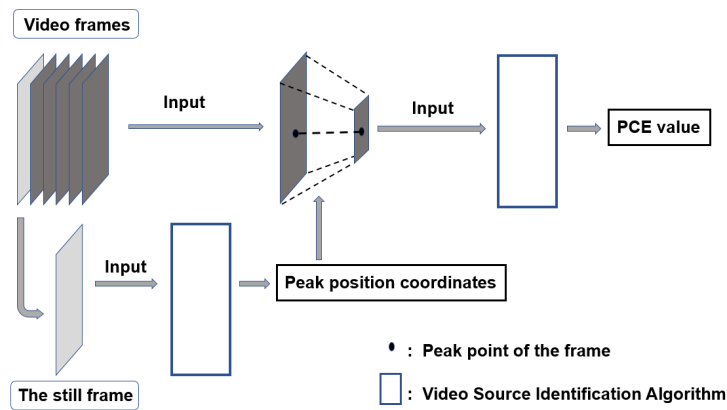 Video frames
Input
Input
PCE value
Input
Peak position coordinates
The still frame
: Peak point of the frame
: Video Source Identification Algorithm